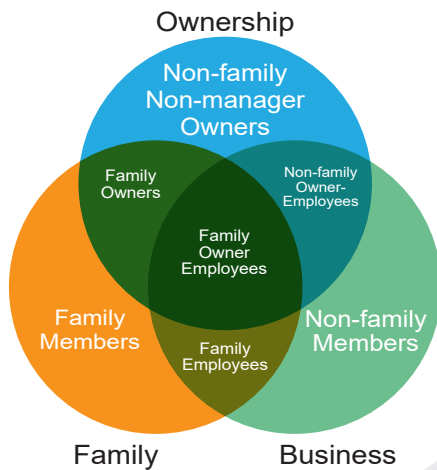 Ownership
Non-family
Non-manager
Owners
Family
Owners
Non-family
Owner-
Employees
Family
Owner
Employees
Family
Members
Non-family
Members
Family
Employees
Family
Business